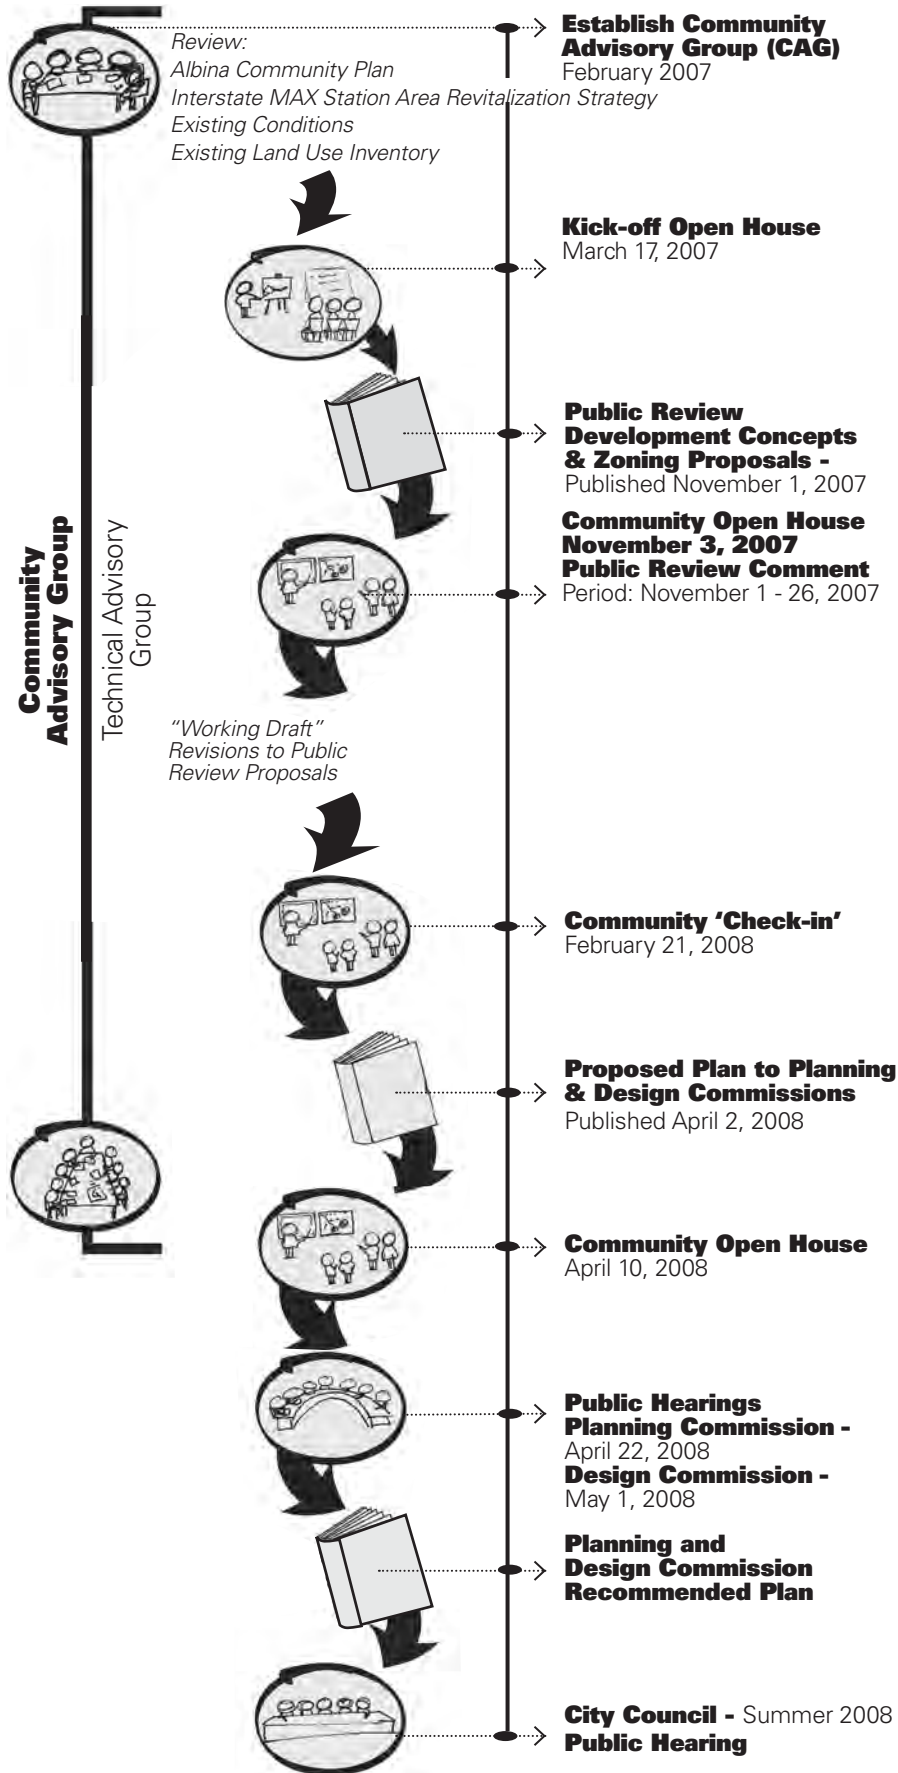 Establish Community
Advisory Group (CAG)
February 2007
Review:
Albina Community Plan
Interstate MAX Station Area Revitalization Strategy
Existing Conditions
Existing Land Use Inventory
Kick-off Open House
March 17, 2007
Public Review
Development Concepts
& Zoning Proposals -
Published November 1, 2007
Community Open House
November 3, 2007
Public Review Comment
Period: November 1 - 26, 2007
Community
Advisory Group
Technical Advisory
Group
“Working Draft”
Revisions to Public
Review Proposals
Community ‘Check-in’
February 21, 2008
Proposed Plan to Planning
& Design Commissions
Published April 2, 2008
Community Open House
April 10, 2008
Public Hearings
Planning Commission -
April 22, 2008
Design Commission -
May 1, 2008
Planning and
Design Commission
Recommended Plan
City Council - Summer 2008
Public Hearing